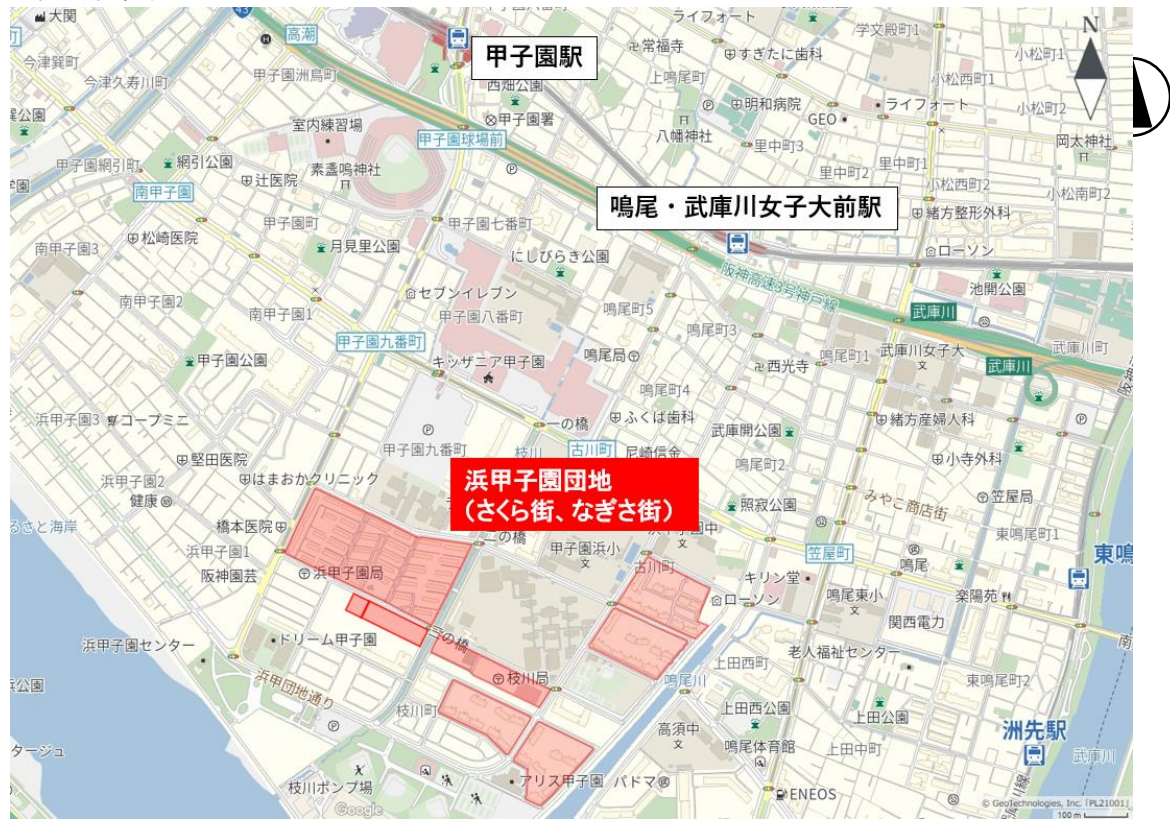 大関
43
高潮
甲子園駅
ライフォート
学文殿町1
N
今津巽町
今津久寿川町
甲子園洲鳥町
西畑公園
卍常福寺
すぎたに歯科
上鳴尾町
小松西町1
小松町1
室内練習場
甲子園署
明和病院
ライフォート
小松町2
GEO
甲子園球場前
八幡神社
里中町3
里中町1
岡太神社
甲子園網引町
網引公園
素盞嗚神社
里中町2
南甲子園
辻医院
小松西町2
小松南町2
鳴尾・武庫川女子大前駅
甲子園町
甲子園七番町
緒方整形外科
南甲子園3
松崎医院
月見里公園
にしびらき公園
ローソン
阪神高速3号神戸線
池開公園
セブンイレブン
南甲子園2
南甲子園1
甲子園八番町
鳴尾町5
武庫川
鳴尾町3
甲子園九番町
武庫川町
甲子園公園
キッザニア甲子園
鳴尾局
卍西光寺
鳴尾町1
武庫川女子大
武庫川
鳴尾町4
浜甲子園3
コープミニ
一の橋
ふくば歯科
緒方産婦人科
甲子園九番町
枝川
古川町
尼崎信金
武庫開公園
堅田医院
小寺外科
浜甲子園団地
(さくら街、なぎさ街)
鳴尾町2
浜甲子園2
はまおかクリニック
健康
照寂公園
みやこ商店街
笠屋局
橋本医院
二の橋
甲子園浜小
東鳴尾町1
浜甲子園1
笠屋町
阪神園芸
浜甲子園局
古川町
キリン堂
鳴尾
東鳴
ローソン
鳴尾東小
楽陽苑
関西電力
三の橋
浜甲子園センター
ドリーム甲子園
老人福祉センター
上田西町
枝川局
鳴尾川
東鳴尾町2
浜甲団地通り
枝川町
上田西公園
上田公園
高須中
洲先駅
鳴尾体育館
上田中町
武庫川
タージュ
アリス甲子園
パドマ
枝川ポンプ場
ENEOS
Google
© GeoTechnologies, Inc. 「PL21001」
100 m